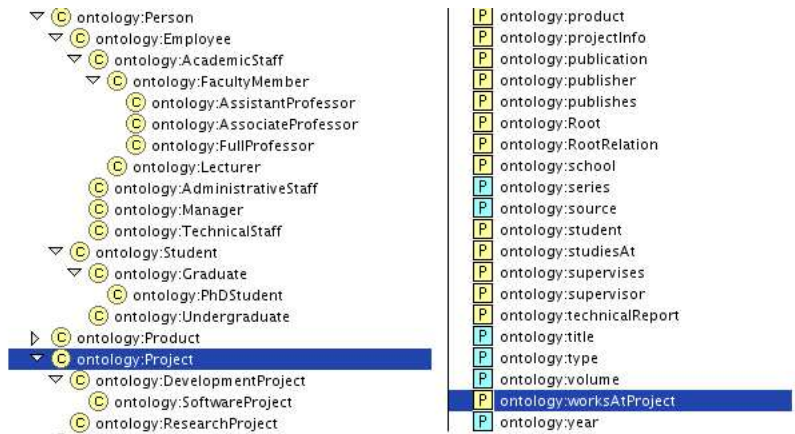 ontology:Person
ontology:Employee
ontology:AcademicStaff
ontology:FacultyMember
ontology:AssistantProfessor
ontology:AssociateProfessor
ontology:FullProfessor
ontology:Lecturer
ontology:AdministrativeStaff
ontology:Manager
ontology:TechnicalStaff
ontology:Student
ontology:Graduate
ontology:PhDStudent
ontology:Undergraduate
ontology:Product
ontology:Project
ontology:DevelopmentProject
ontology:SoftwareProject
ontology:ResearchProject
ontology:product
ontology:projectInfo
ontology:publication
ontology:publisher
ontology:publishes
ontology:Root
ontology:RootRelation
ontology:school
ontology:series
ontology:source
ontology:student
ontology:studiesAt
ontology:supervises
ontology:supervisor
ontology:technicalReport
ontology:title
ontology:type
ontology:volume
ontology:worksAtProject
ontology:year